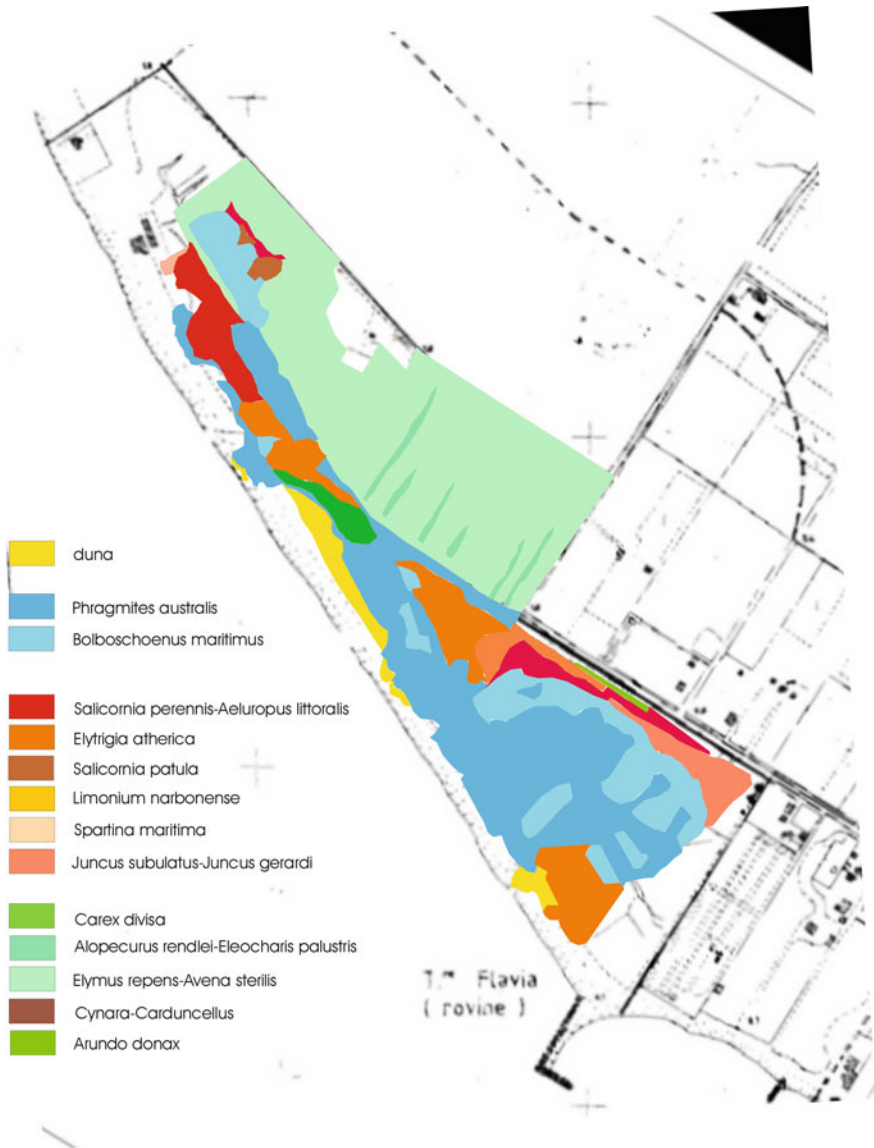 duna
Phragmites australis
Bolboschoenus maritimus
Salicornia perennis-Aeluropus littoralis
Elytrigia atherica
Salicornia patula
Limonium narbonense
Spartina maritima
Juncus subulatus-Juncus gerardi
Carex divisa
Alopecurus rendlei-Eleocharis palustris
Elymus repens-Avena sterilis
Cynara-Carduncellus
Arundo donax
Flavia
( rovine )